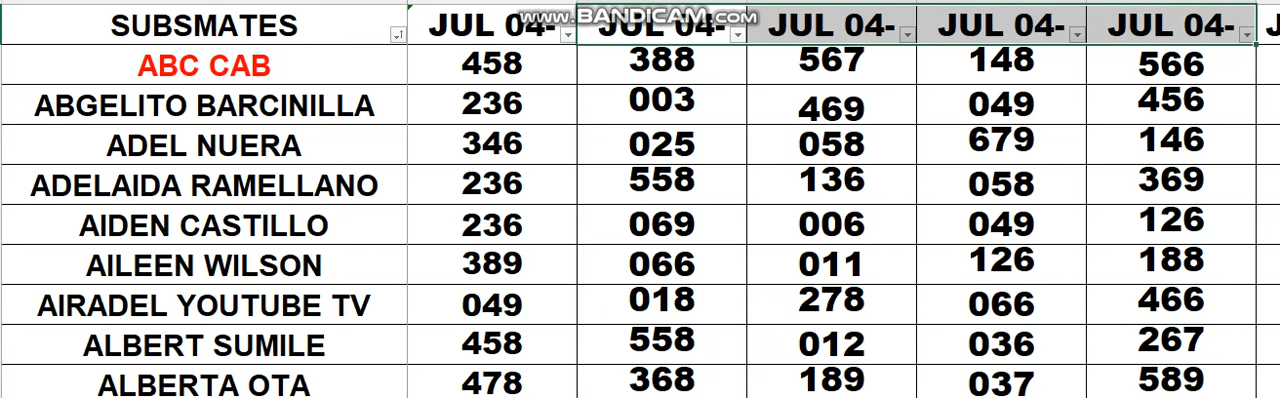 www.BANDICAM.com
SUBSMATES JUL 04- JUL 04- JUL 04- JUL 04- JUL 04-
ABC CAB 458 388 567 148 566
ABGELITO BARCINILLA 236 003 469 049 456
ADEL NUERA 346 025 058 679 146
ADELAIDA RAMELLANO 236 558 136 058 369
AIDEN CASTILLO 236 069 006 049 126
AILEEN WILSON 389 066 011 126 188
AIRADEL YOUTUBE TV 049 018 278 066 466
ALBERT SUMILE 458 558 012 036 267
ALBERTA OTA 478 368 189 037 589